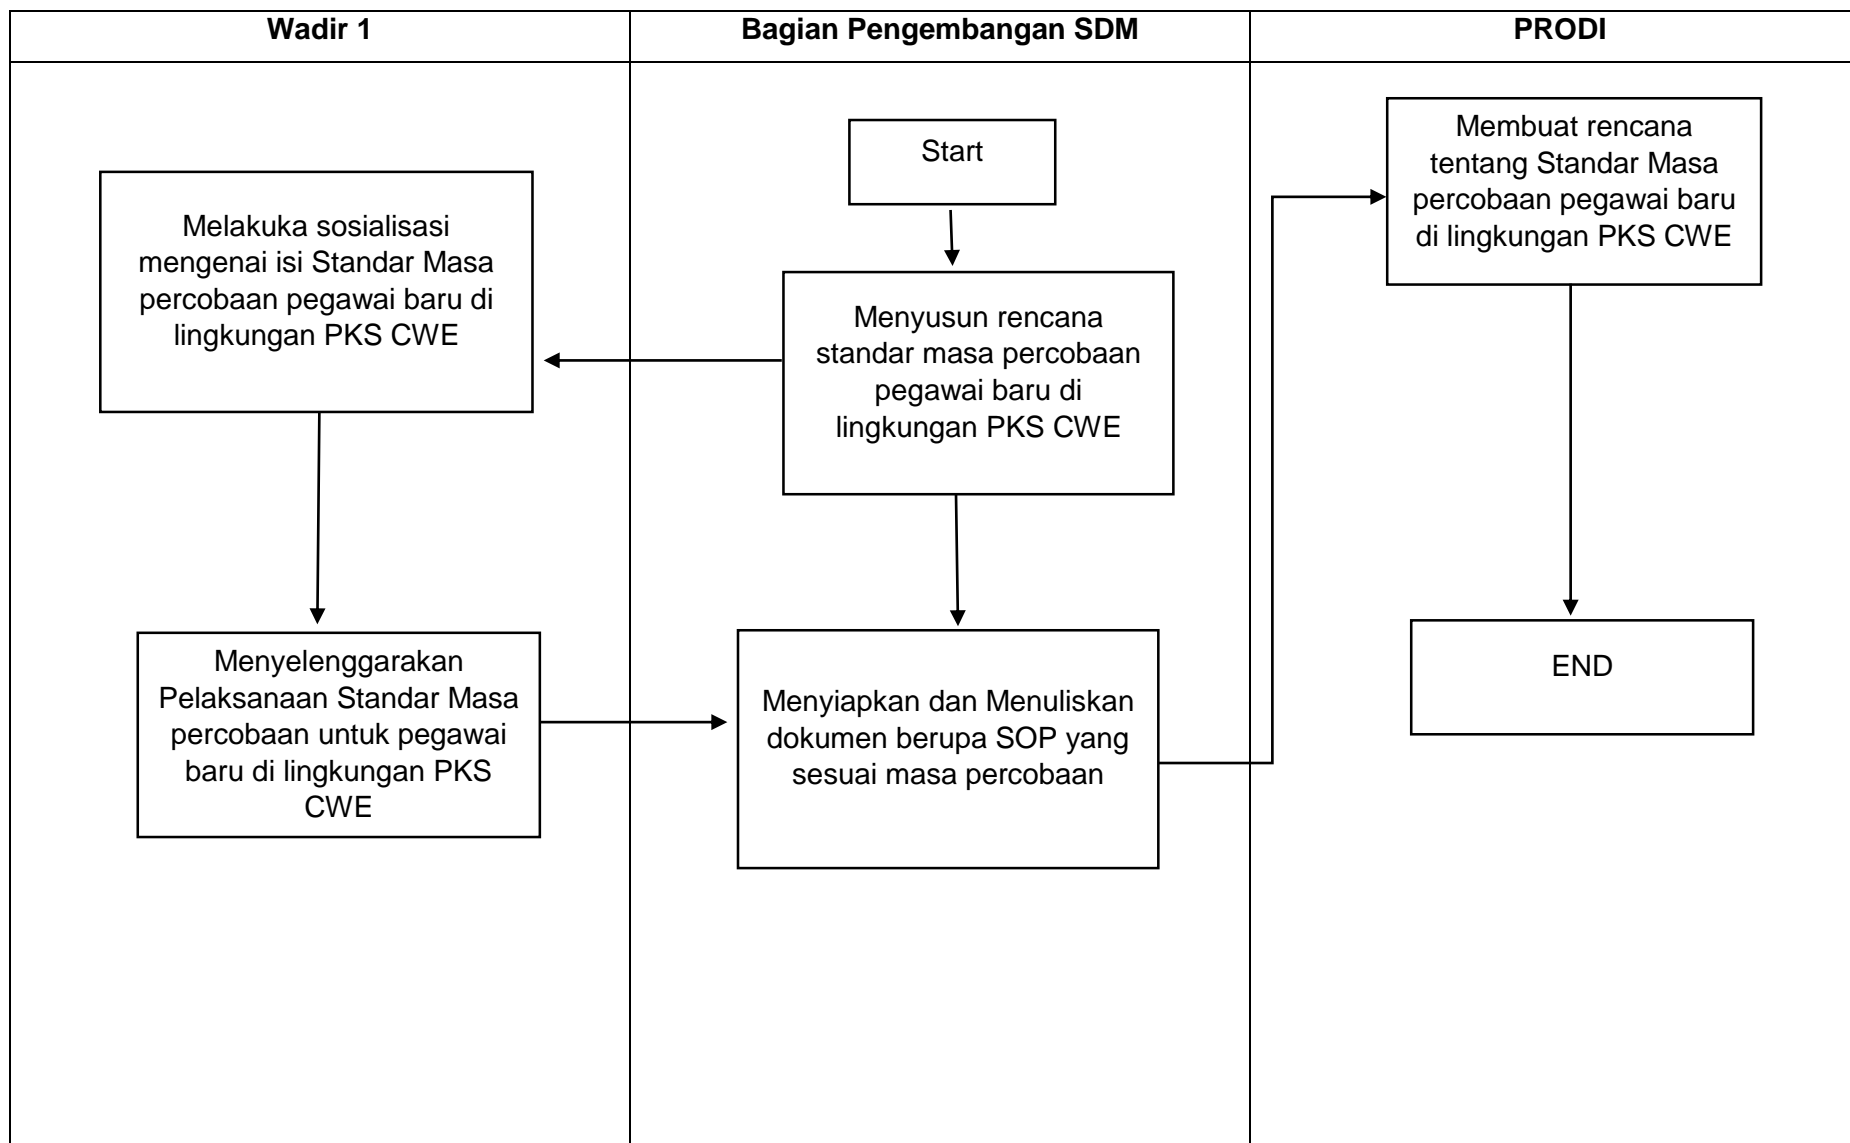 Wadir 1
Bagian Pengembangan SDM
PRODI
Melakuka sosialisasi
mengenai isi Standar Masa
percobaan pegawai baru di
lingkungan PKS CWE
Menyelenggarakan
Pelaksanaan Standar Masa
percobaan untuk pegawai
baru di lingkungan PKS
CWE
Start
Menyusun rencana
standar masa percobaan
pegawai baru di
lingkungan PKS CWE
Menyiapkan dan Menuliskan
dokumen berupa SOP yang
sesuai masa percobaan
Membuat rencana
tentang Standar Masa
percobaan pegawai baru
di lingkungan PKS CWE
END